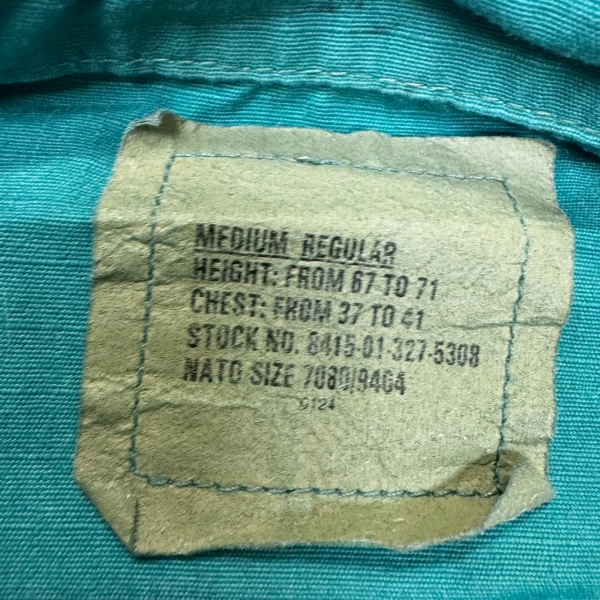 MEDIUM REGULAR
HEIGHT: FROM 67 TO 71
CHEST: FROM 37 TO 41
STOCK NO. 8415-01-327-5308
NATO SIZE 7080/9404
0124